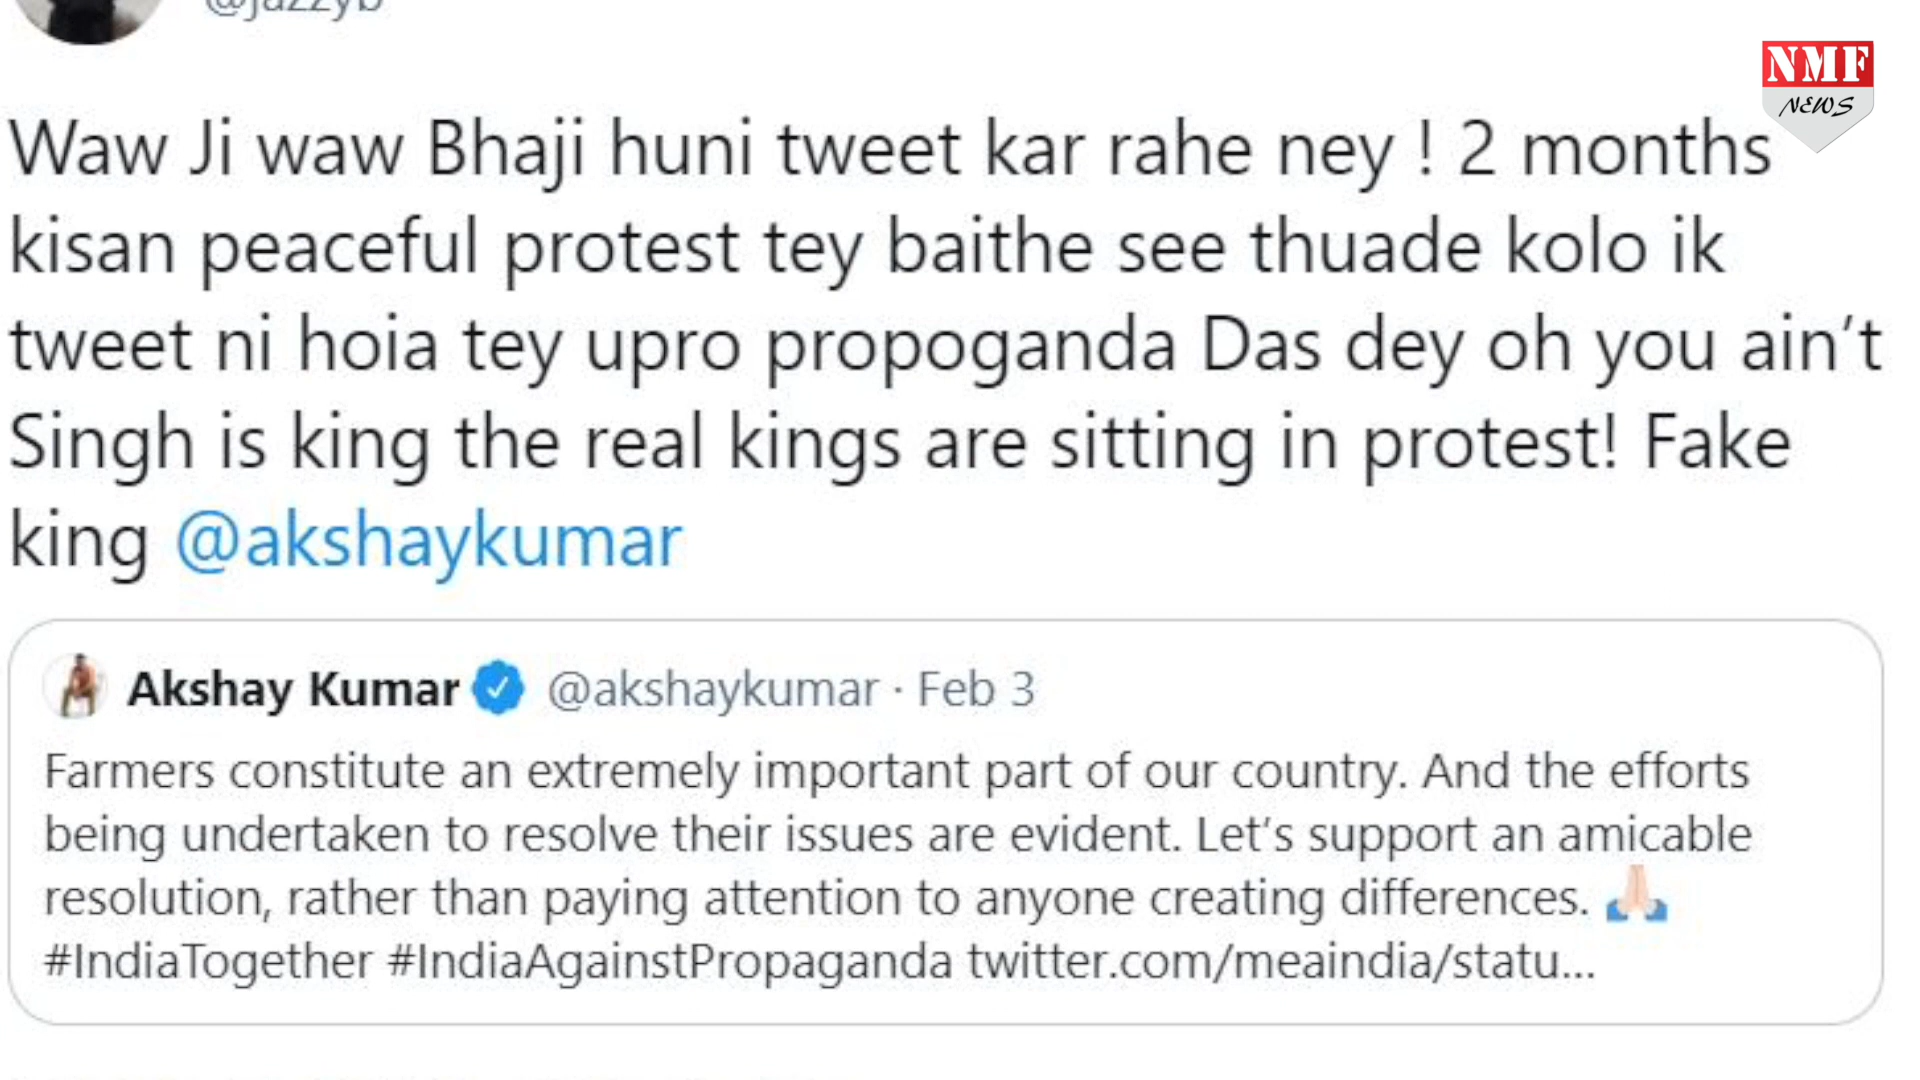 @jazzyb
NMF
NEWS
Waw Ji waw Bhaji huni tweet kar rahe ney ! 2 months
kisan peaceful protest tey baithe see thuade kolo ik
tweet ni hoia tey upro propoganda Das dey oh you ain't
Singh is king the real kings are sitting in protest! Fake
king @akshaykumar
Akshay Kumar @akshaykumar · Feb 3
Farmers constitute an extremely important part of our country. And the efforts
being undertaken to resolve their issues are evident. Let's support an amicable
resolution, rather than paying attention to anyone creating differences. 🙏🏻
#IndiaTogether #IndiaAgainstPropaganda twitter.com/meaindia/statu...